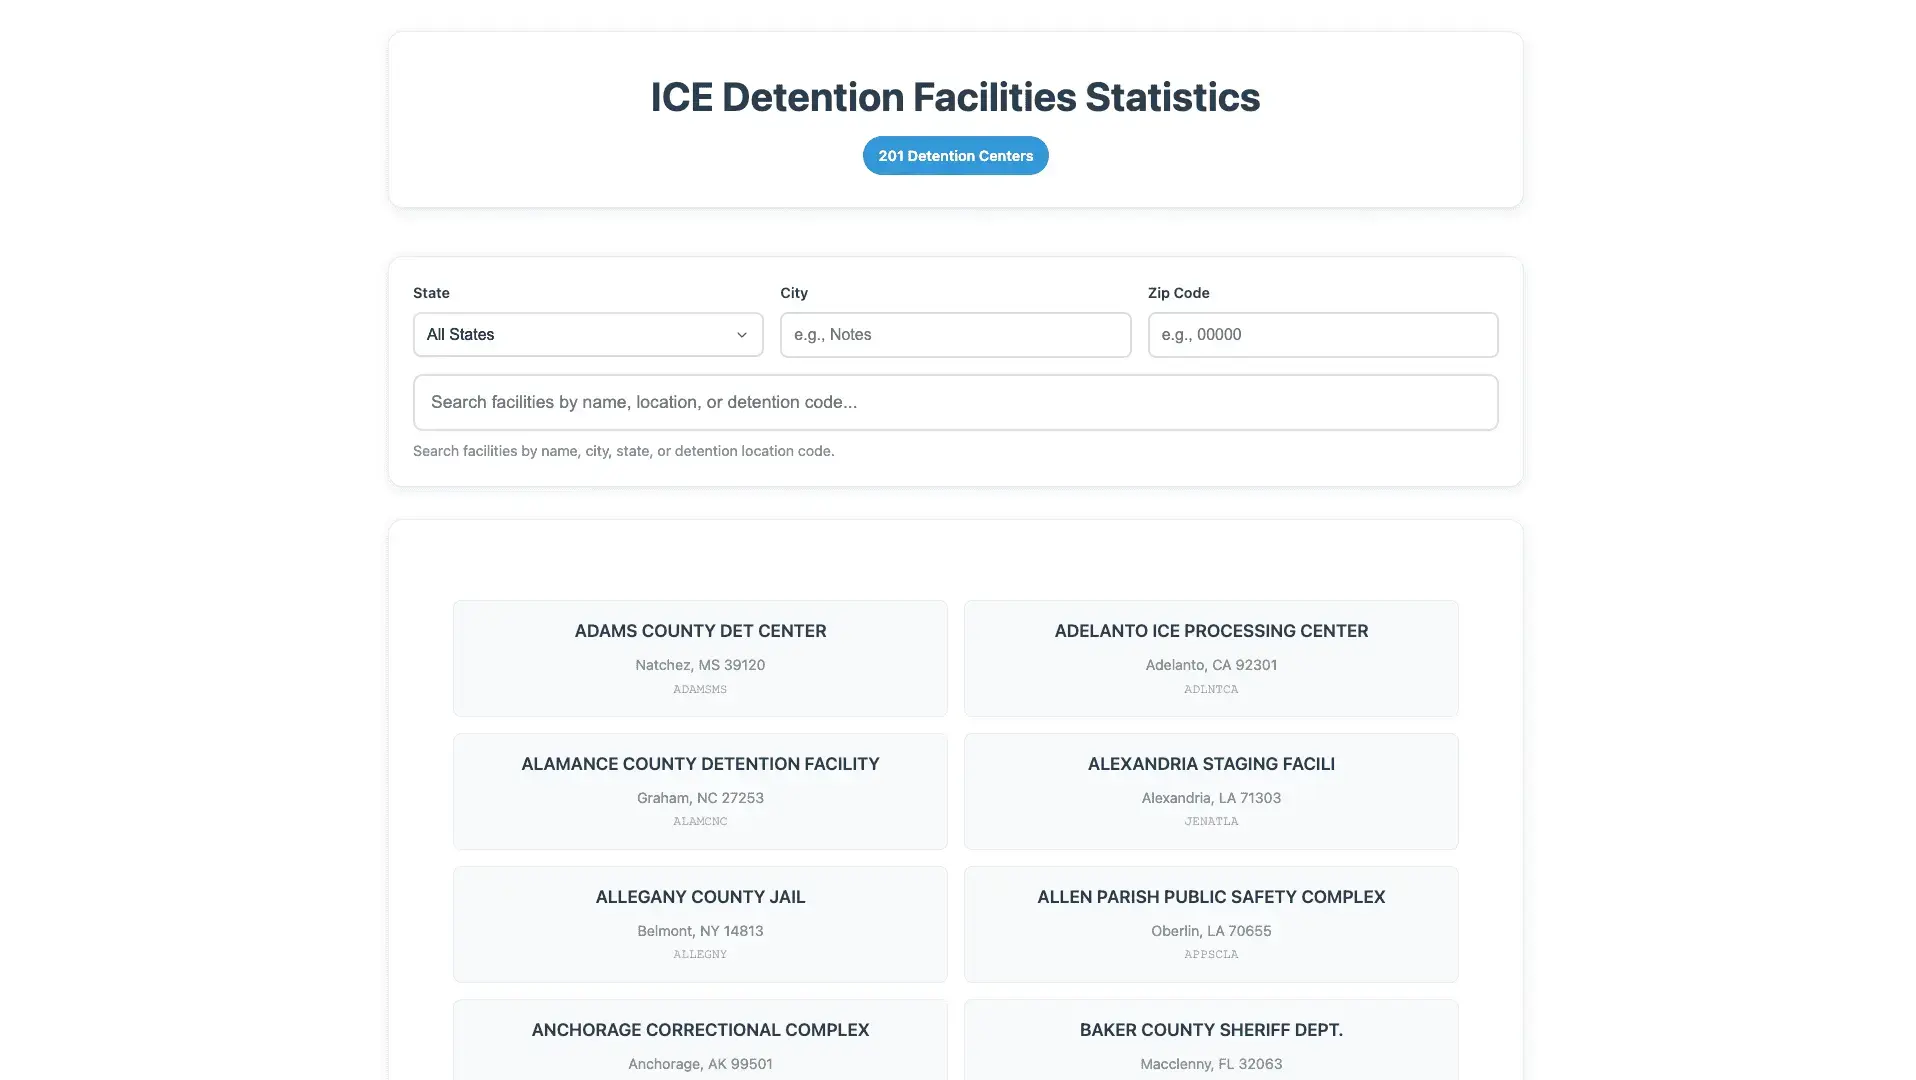 ICE Detention Facilities Statistics
201 Detention Centers
State
City
Zip Code
All States
e.g., Notes
e.g., 00000
Search facilities by name, location, or detention code...
Search facilities by name, city, state, or detention location code.
ADAMS COUNTY DET CENTER
Natchez, MS 39120
ADAMSMS
ADELANTO ICE PROCESSING CENTER
Adelanto, CA 92301
ADLNTCA
ALAMANCE COUNTY DETENTION FACILITY
Graham, NC 27253
ALAMCNC
ALEXANDRIA STAGING FACILI
Alexandria, LA 71303
JENATLA
ALLEGANY COUNTY JAIL
Belmont, NY 14813
ALLEGNY
ALLEN PARISH PUBLIC SAFETY COMPLEX
Oberlin, LA 70655
APPSCLA
ANCHORAGE CORRECTIONAL COMPLEX
Anchorage, AK 99501
BAKER COUNTY SHERIFF DEPT.
Macclenny, FL 32063